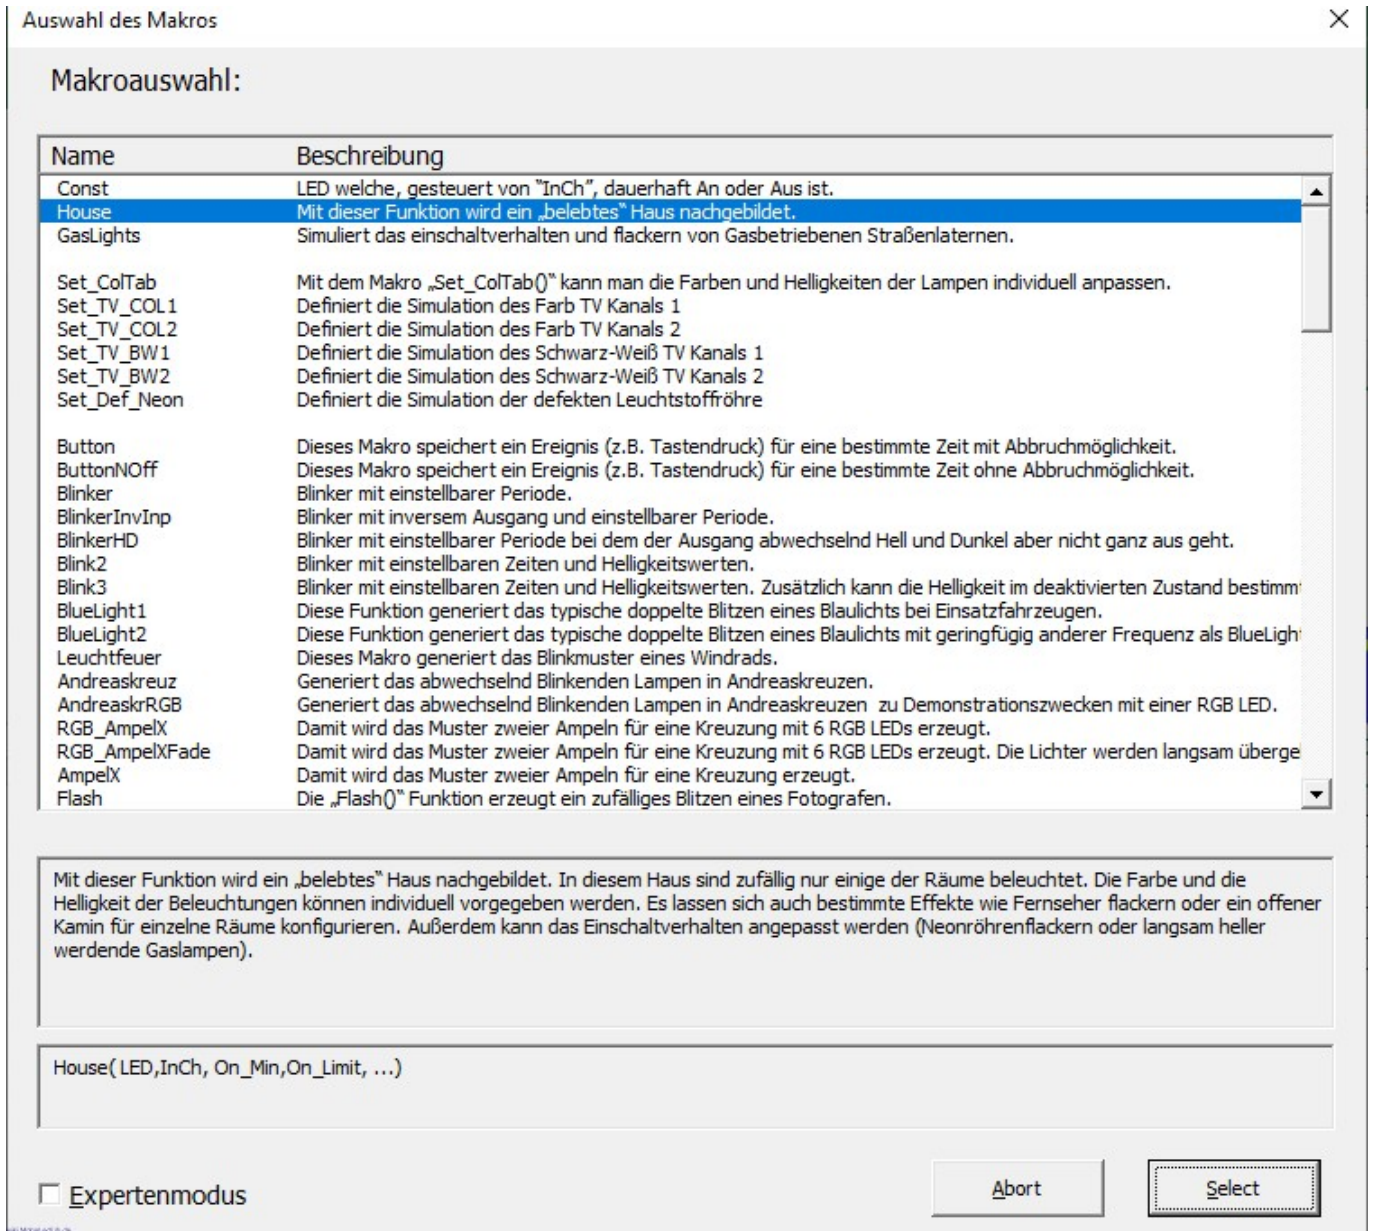 Auswahl des Makros
Makroauswahl:
Name Beschreibung
Const LED welche, gesteuert von "InCh", dauerhaft An oder Aus ist.
House Mit dieser Funktion wird ein „belebtes“ Haus nachgebildet.
GasLights Simuliert das einschaltverhalten und flackern von Gasbetriebenen Straßenlaternen.
Set_ColTab Mit dem Makro „Set_ColTab()“ kann man die Farben und Helligkeiten der Lampen individuell anpassen.
Set_TV_COL1 Definiert die Simulation des Farb TV Kanals 1
Set_TV_COL2 Definiert die Simulation des Farb TV Kanals 2
Set_TV_BW1 Definiert die Simulation des Schwarz-Weiß TV Kanals 1
Set_TV_BW2 Definiert die Simulation des Schwarz-Weiß TV Kanals 2
Set_Def_Neon Definiert die Simulation der defekten Leuchtstoffröhre
Button Dieses Makro speichert ein Ereignis (z.B. Tastendruck) für eine bestimmte Zeit mit Abbruchmöglichkeit.
ButtonNOff Dieses Makro speichert ein Ereignis (z.B. Tastendruck) für eine bestimmte Zeit ohne Abbruchmöglichkeit.
Blinker Blinker mit einstellbarer Periode.
BlinkerInvInp Blinker mit inversem Ausgang und einstellbarer Periode.
BlinkerHD Blinker mit einstellbarer Periode bei dem der Ausgang abwechselnd Hell und Dunkel aber nicht ganz aus geht.
Blink2 Blinker mit einstellbaren Zeiten und Helligkeitswerten.
Blink3 Blinker mit einstellbaren Zeiten und Helligkeitswerten. Zusätzlich kann die Helligkeit im deaktivierten Zustand bestimm
BlueLight1 Diese Funktion generiert das typische doppelte Blitzen eines Blaulichts bei Einsatzfahrzeugen.
BlueLight2 Diese Funktion generiert das typische doppelte Blitzen eines Blaulichts mit geringfügig anderer Frequenz als BlueLigh
Leuchtfeuer Dieses Makro generiert das Blinkmuster eines Windrads.
Andreaskreuz Generiert das abwechselnd Blinkenden Lampen in Andreaskreuzen.
AndreaskrRGB Generiert das abwechselnd Blinkenden Lampen in Andreaskreuzen zu Demonstrationszwecken mit einer RGB LED.
RGB_AmpelX Damit wird das Muster zweier Ampeln für eine Kreuzung mit 6 RGB LEDs erzeugt.
RGB_AmpelXFade Damit wird das Muster zweier Ampeln für eine Kreuzung mit 6 RGB LEDs erzeugt. Die Lichter werden langsam überge
AmpelX Damit wird das Muster zweier Ampeln für eine Kreuzung erzeugt.
Flash Die „Flash()“ Funktion erzeugt ein zufälliges Blitzen eines Fotografen.
Mit dieser Funktion wird ein „belebtes“ Haus nachgebildet. In diesem Haus sind zufällig nur einige der Räume beleuchtet. Die Farbe und die
Helligkeit der Beleuchtungen können individuell vorgegeben werden. Es lassen sich auch bestimmte Effekte wie Fernseher flackern oder ein offener
Kamin für einzelne Räume konfigurieren. Außerdem kann das Einschaltverhalten angepasst werden (Neonröhrenflackern oder langsam heller
werdende Gaslampen).
House( LED,InCh, On_Min,On_Limit, ...)
Expertenmodus Abort Select